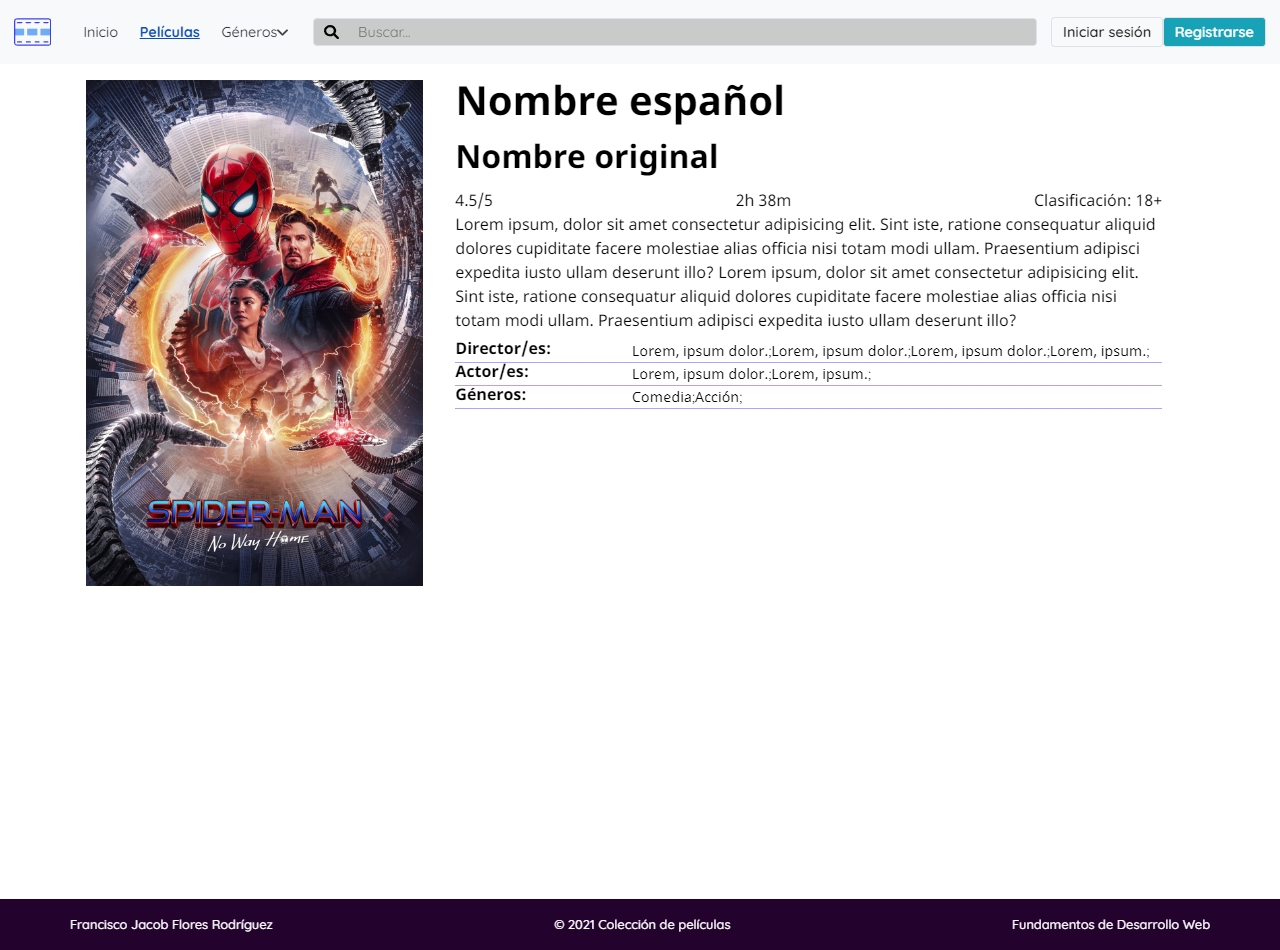 Inicio Películas Géneros Buscar... Iniciar sesión Registrarse
SPIDER-MAN
No Way Home
Nombre español
Nombre original
4.5/5 2h 38m Clasificación: 18+
Lorem ipsum, dolor sit amet consectetur adipisicing elit. Sint iste, ratione consequatur aliquid
dolores cupiditate facere molestiae alias officia nisi totam modi ullam. Praesentium adipisci
expedita iusto ullam deserunt illo? Lorem ipsum, dolor sit amet consectetur adipisicing elit.
Sint iste, ratione consequatur aliquid dolores cupiditate facere molestiae alias officia nisi
totam modi ullam. Praesentium adipisci expedita iusto ullam deserunt illo?
Director/es: Lorem, ipsum dolor.;Lorem, ipsum dolor.;Lorem, ipsum dolor.;Lorem, ipsum.;
Actor/es: Lorem, ipsum dolor.;Lorem, ipsum.;
Géneros: Comedia;Acción;
Francisco Jacob Flores Rodríguez © 2021 Colección de películas Fundamentos de Desarrollo Web